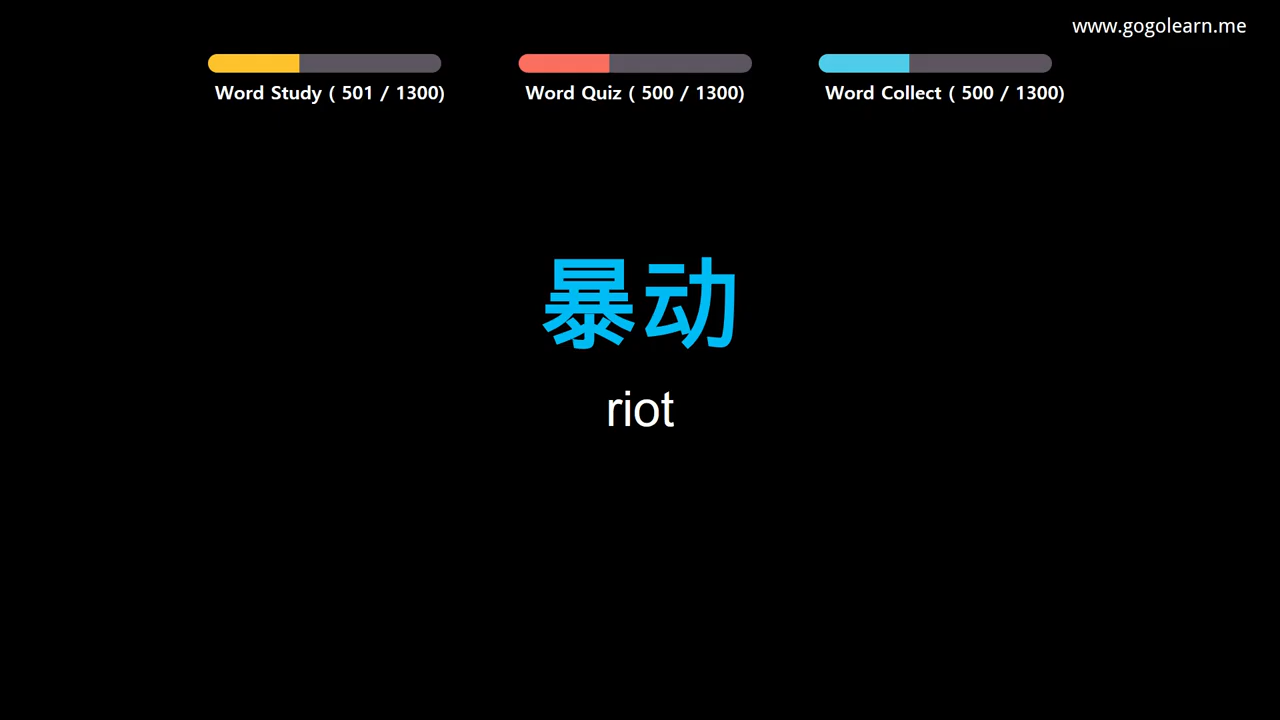 www.gogolearn.me
Word Study ( 501 / 1300)
Word Quiz ( 500 / 1300)
Word Collect ( 500 / 1300)
暴动
riot